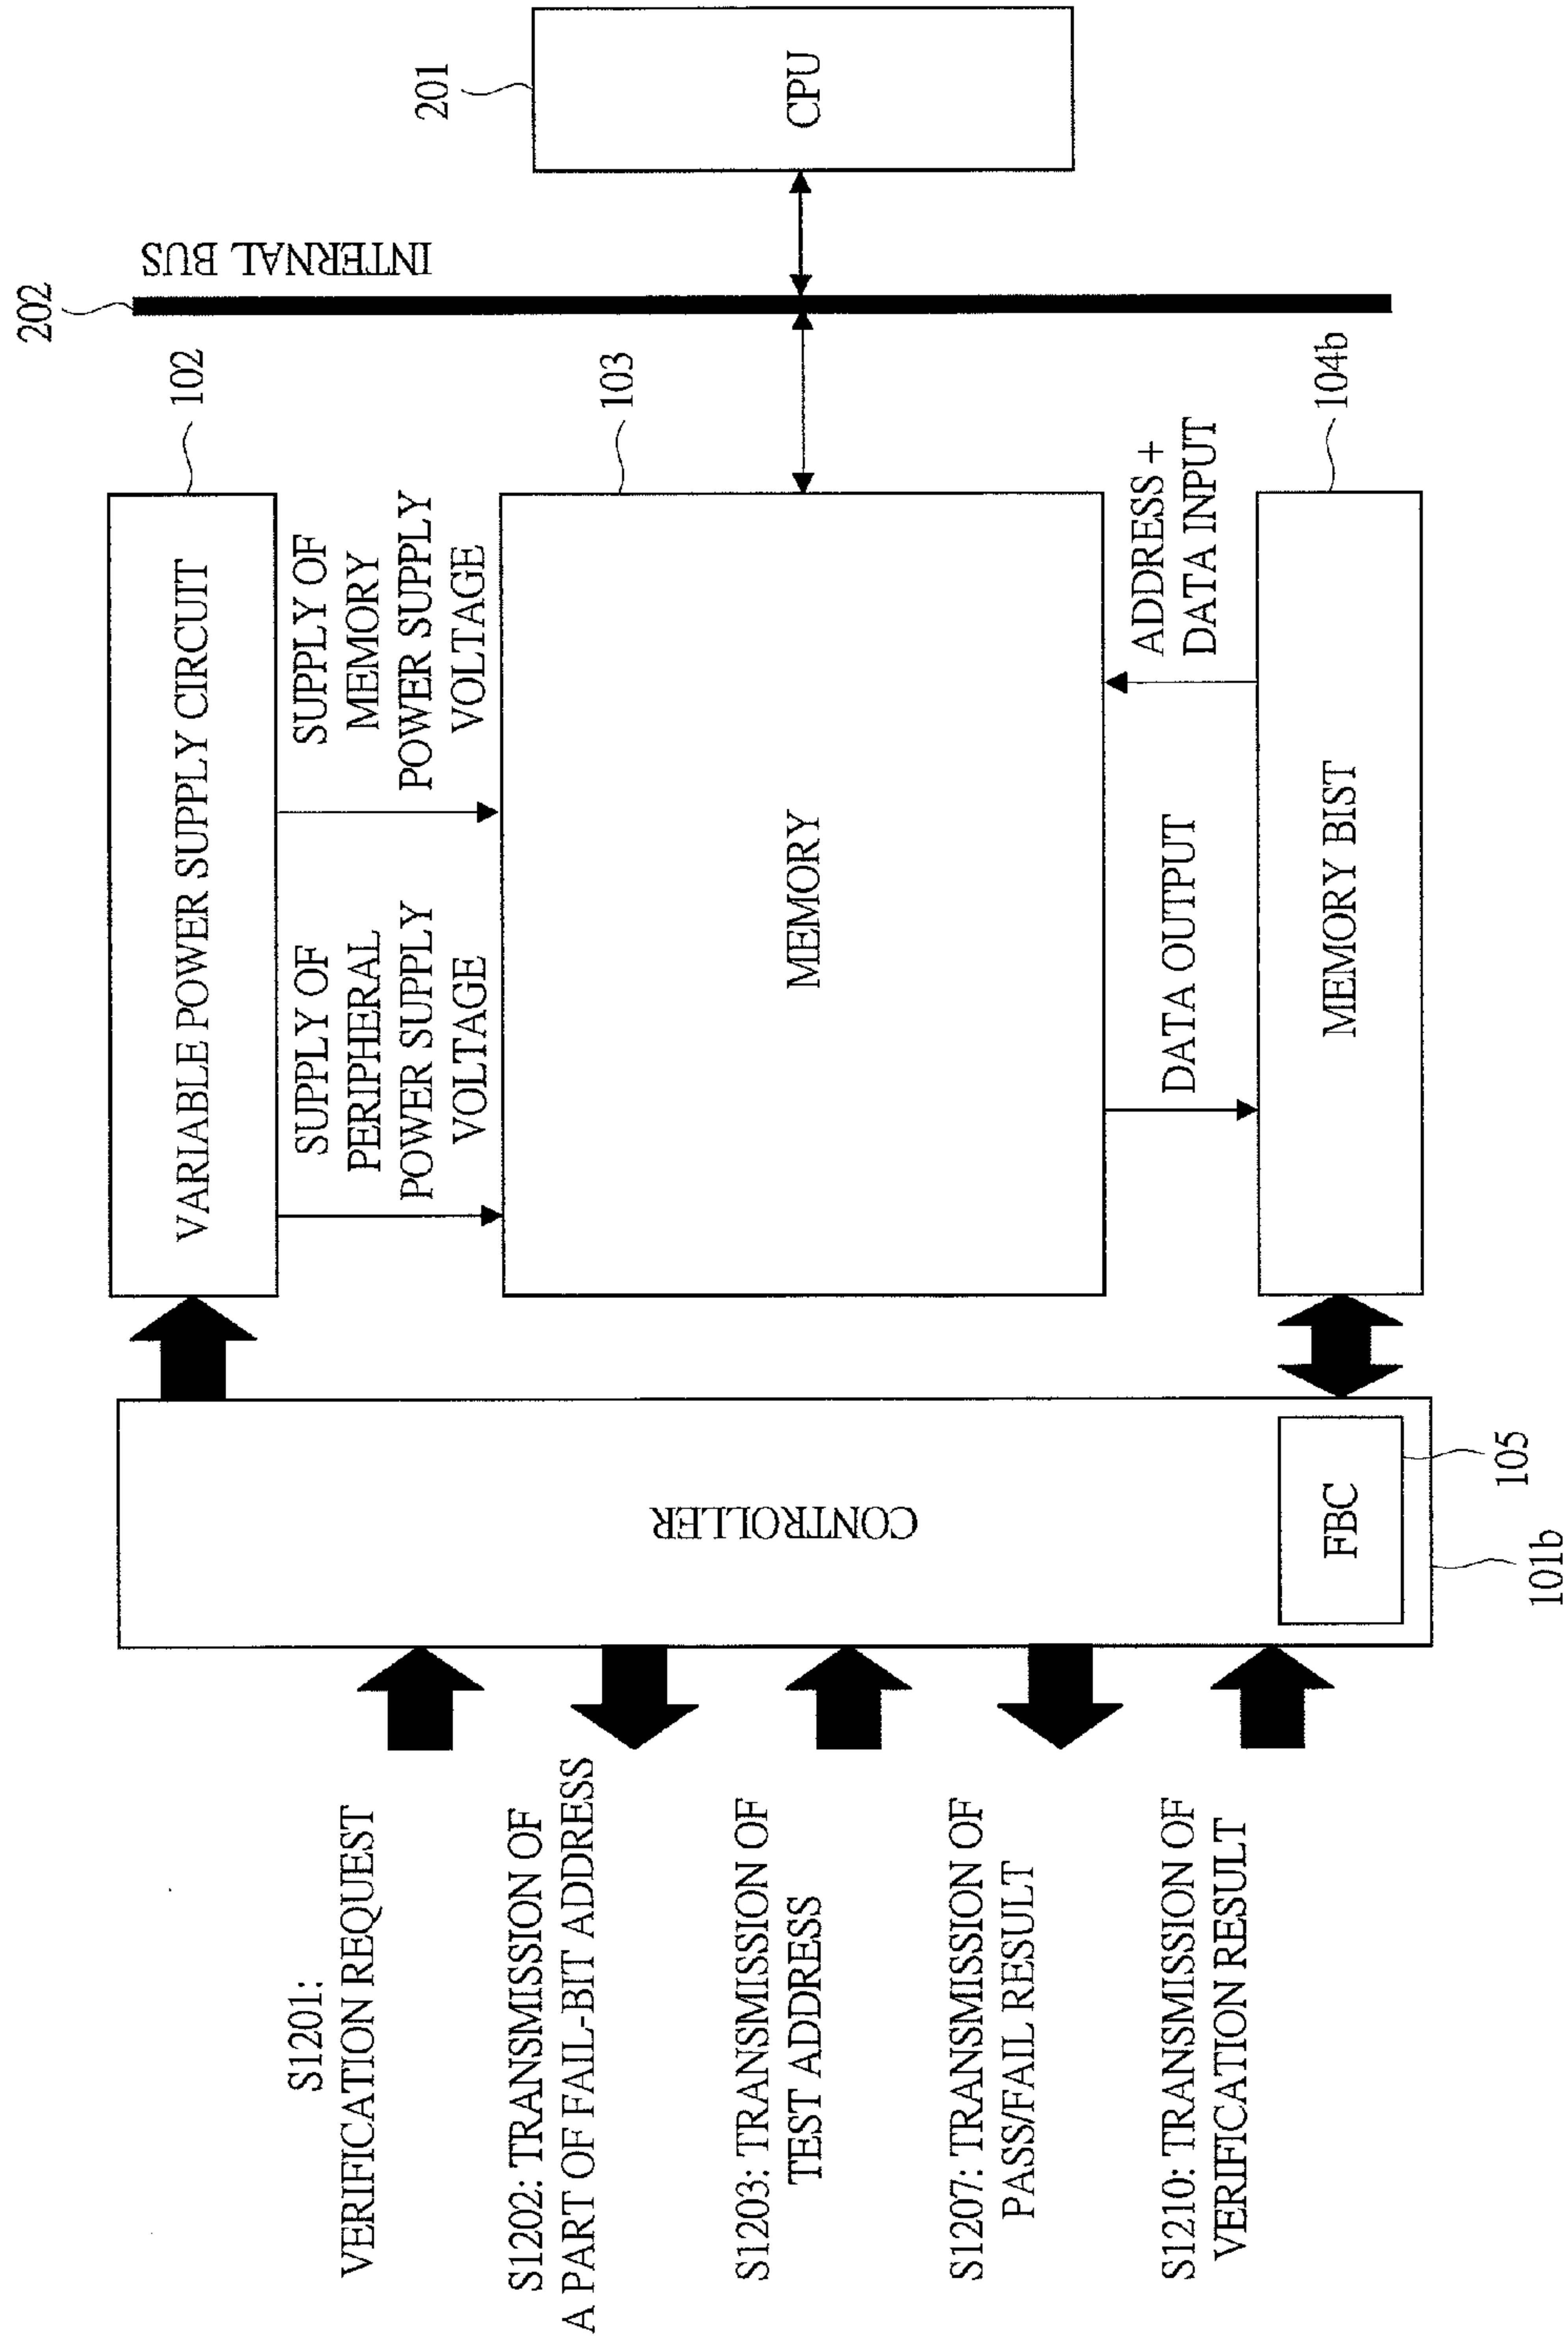 S1201:
VERIFICATION REQUEST
S1202: TRANSMISSION OF
A PART OF FAIL-BIT ADDRESS
S1203: TRANSMISSION OF
TEST ADDRESS
S1207: TRANSMISSION OF
PASS/FAIL RESULT
S1210: TRANSMISSION OF
VERIFICATION RESULT
CONTROLLER
FBC
105
101b
VARIABLE POWER SUPPLY CIRCUIT
102
SUPPLY OF
PERIPHERAL
POWER SUPPLY
VOLTAGE
SUPPLY OF
MEMORY
POWER SUPPLY
VOLTAGE
MEMORY
103
DATA OUTPUT
ADDRESS +
DATA INPUT
MEMORY BIST
104b
202
INTERNAL BUS
201
CPU